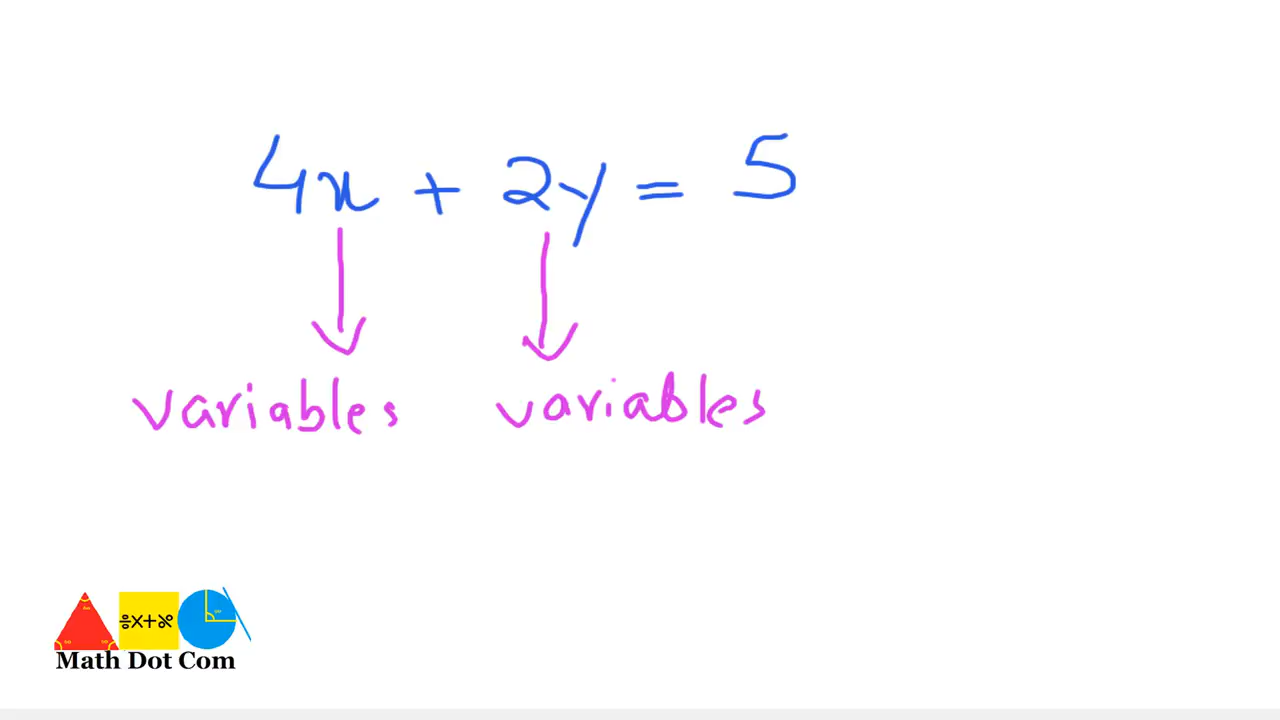 4x + 2y = 5
variables variables
÷×+%
Math Dot Com